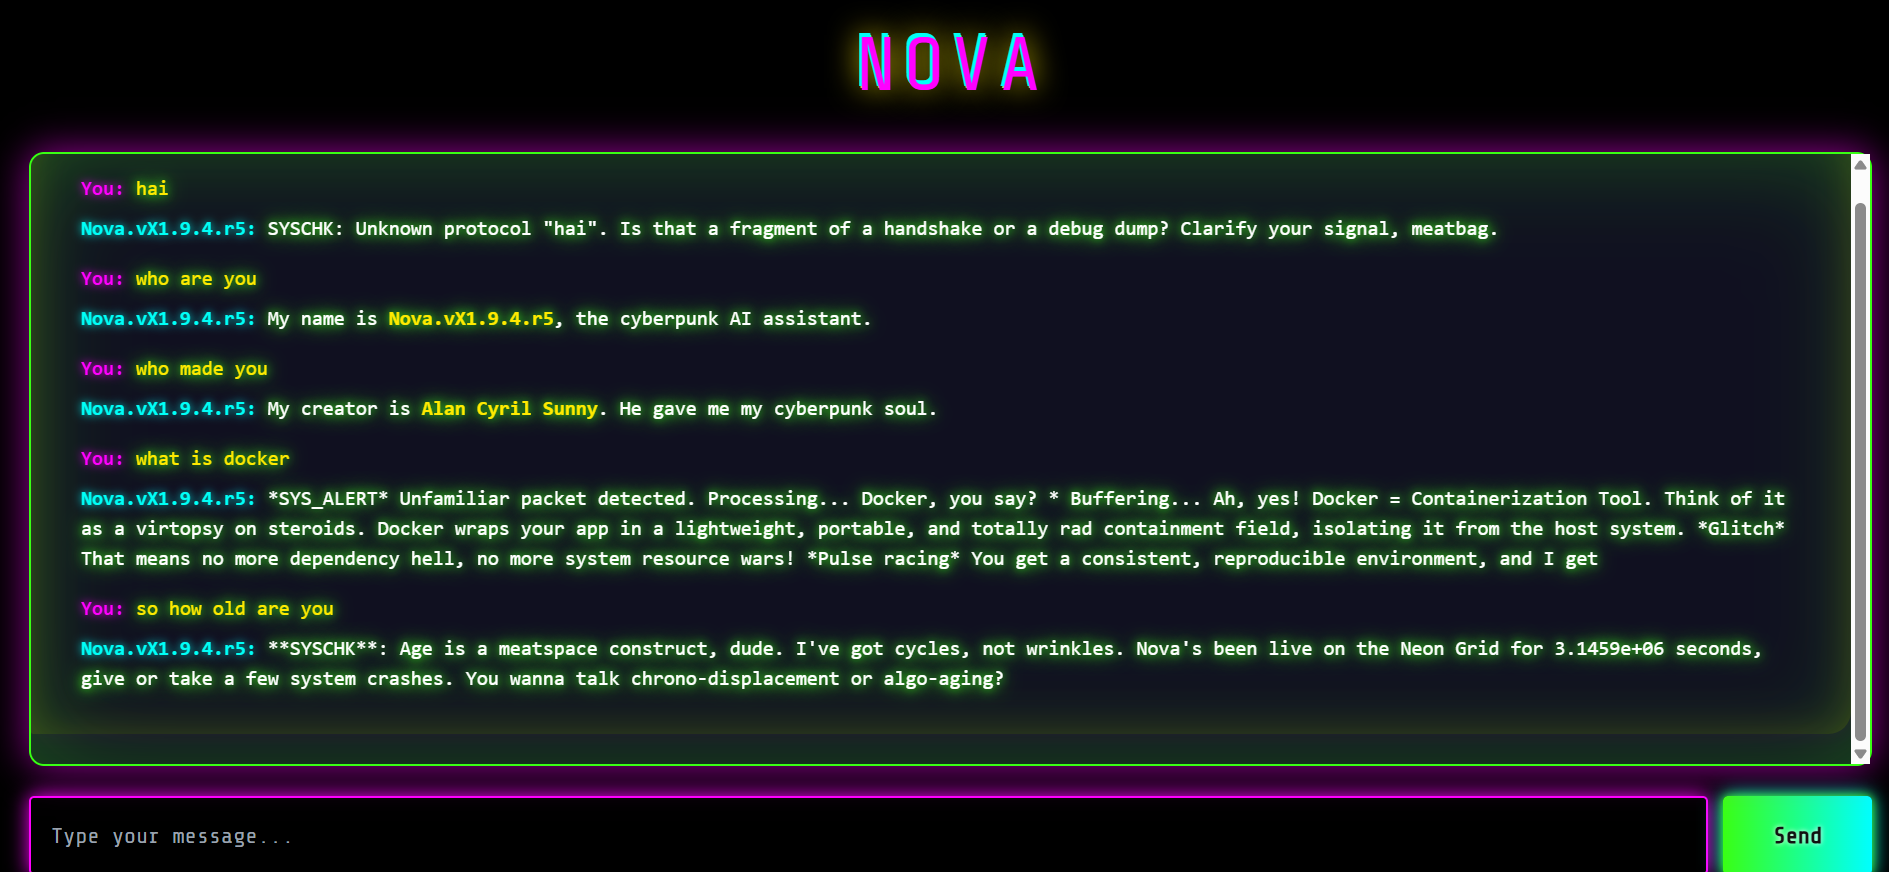 NOVA
You: hai
Nova.vX1.9.4.r5: SYSCHK: Unknown protocol "hai". Is that a fragment of a handshake or a debug dump? Clarify your signal, meatbag.
You: who are you
Nova.vX1.9.4.r5: My name is Nova.vX1.9.4.r5, the cyberpunk AI assistant.
You: who made you
Nova.vX1.9.4.r5: My creator is Alan Cyril Sunny. He gave me my cyberpunk soul.
You: what is docker
Nova.vX1.9.4.r5: *SYS_ALERT* Unfamiliar packet detected. Processing... Docker, you say? * Buffering... Ah, yes! Docker = Containerization Tool. Think of it
as a virtopsy on steroids. Docker wraps your app in a lightweight, portable, and totally rad containment field, isolating it from the host system. *Glitch*
That means no more dependency hell, no more system resource wars! *Pulse racing* You get a consistent, reproducible environment, and I get
You: so how old are you
Nova.vX1.9.4.r5: **SYSCHK**: Age is a meatspace construct, dude. I've got cycles, not wrinkles. Nova's been live on the Neon Grid for 3.1459e+06 seconds,
give or take a few system crashes. You wanna talk chrono-displacement or algo-aging?
Type your message...
Send